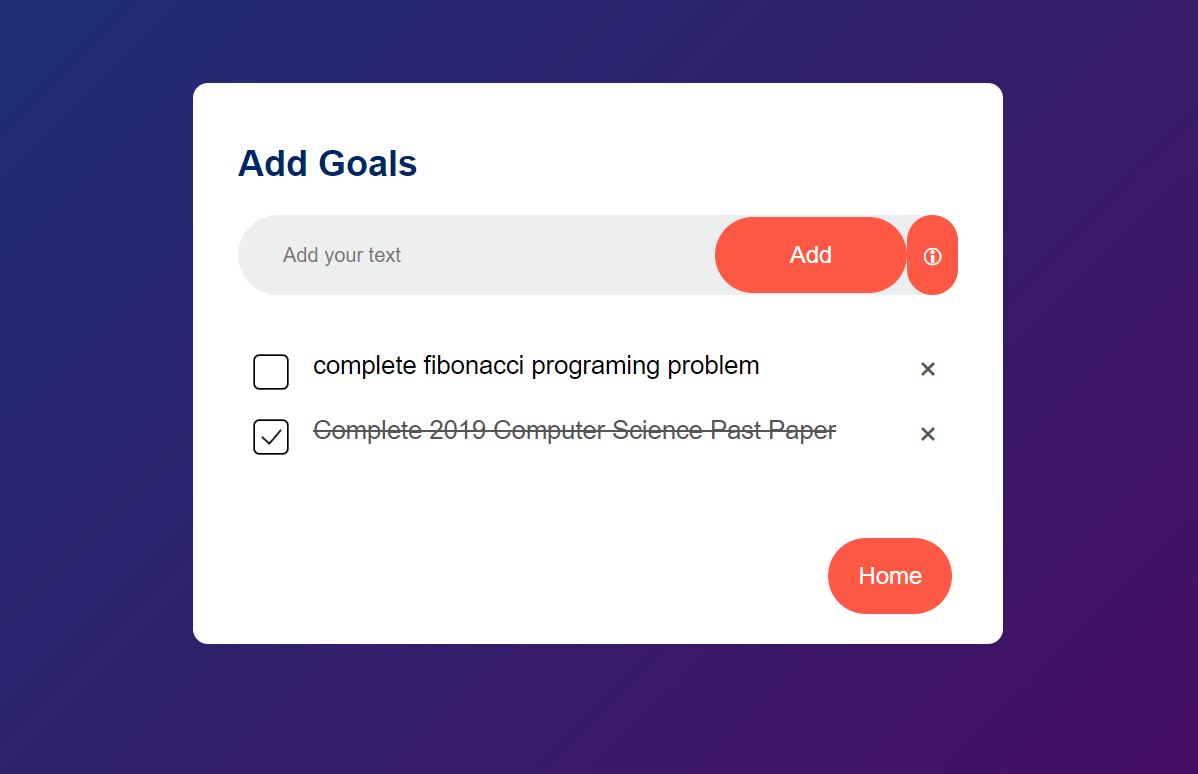 Add Goals
Add your text
Add
complete fibonacci programing problem
Complete 2019 Computer Science Past Paper
Home